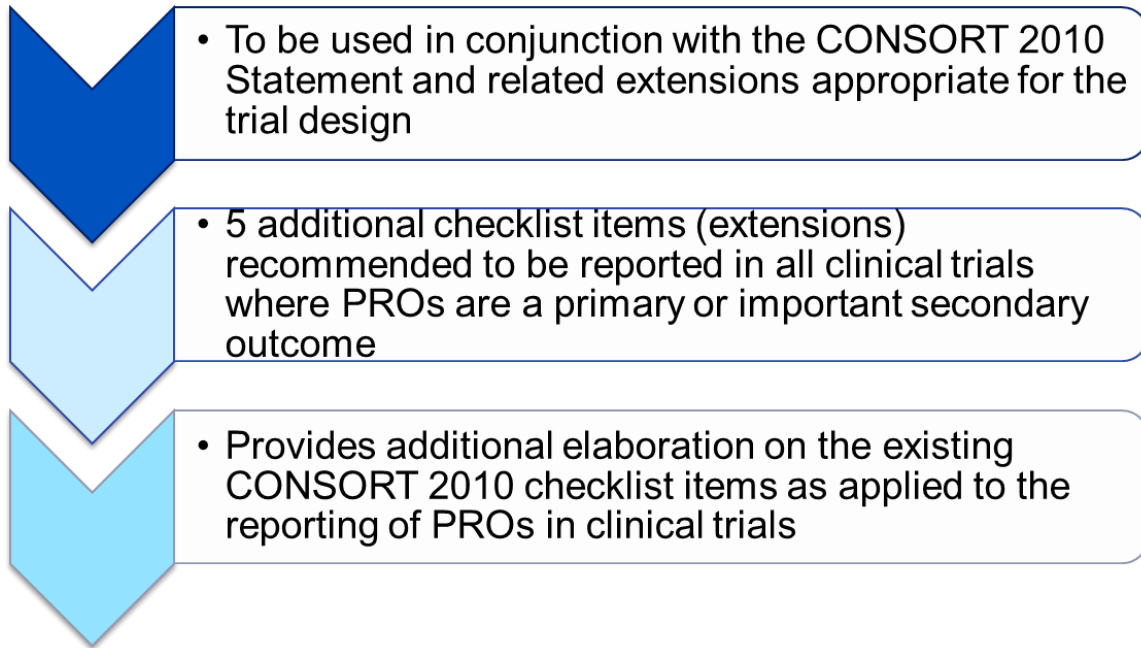 • To be used in conjunction with the CONSORT 2010
Statement and related extensions appropriate for the
trial design
• 5 additional checklist items (extensions)
recommended to be reported in all clinical trials
where PROs are a primary or important secondary
outcome
• Provides additional elaboration on the existing
CONSORT 2010 checklist items as applied to the
reporting of PROs in clinical trials